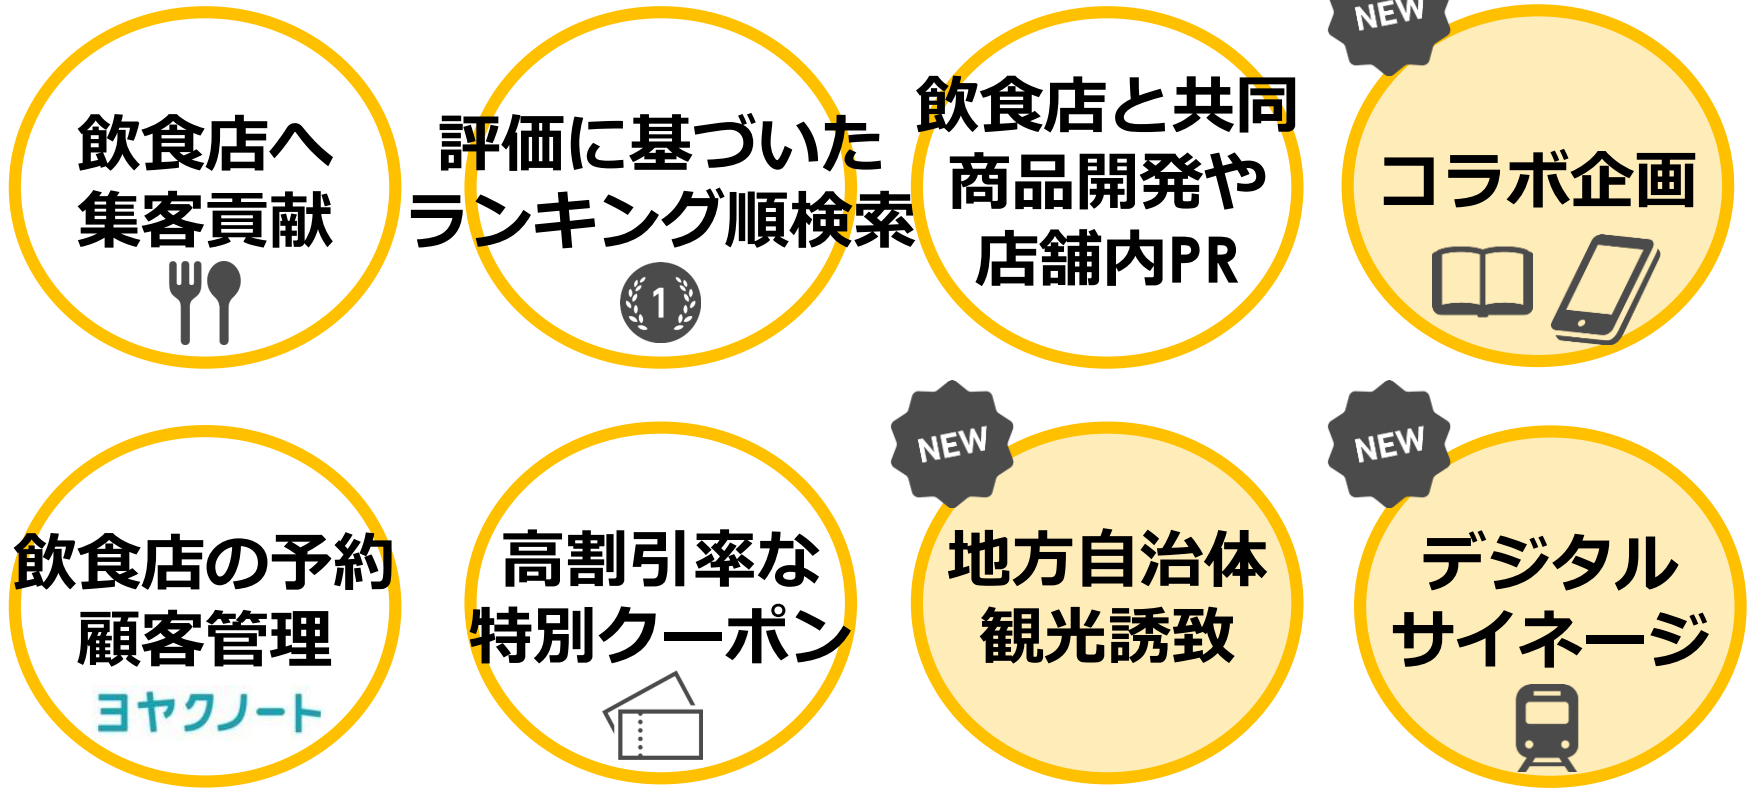 飲食店へ
集客貢献
評価に基づいた
ランキング順検索
1
飲食店と共同
商品開発や
店舗内PR
NEW
コラボ企画
飲食店の予約
顧客管理
ヨヤクノート
高割引率な
特別クーポン
NEW
地方自治体
観光誘致
NEW
デジタル
サイネージ